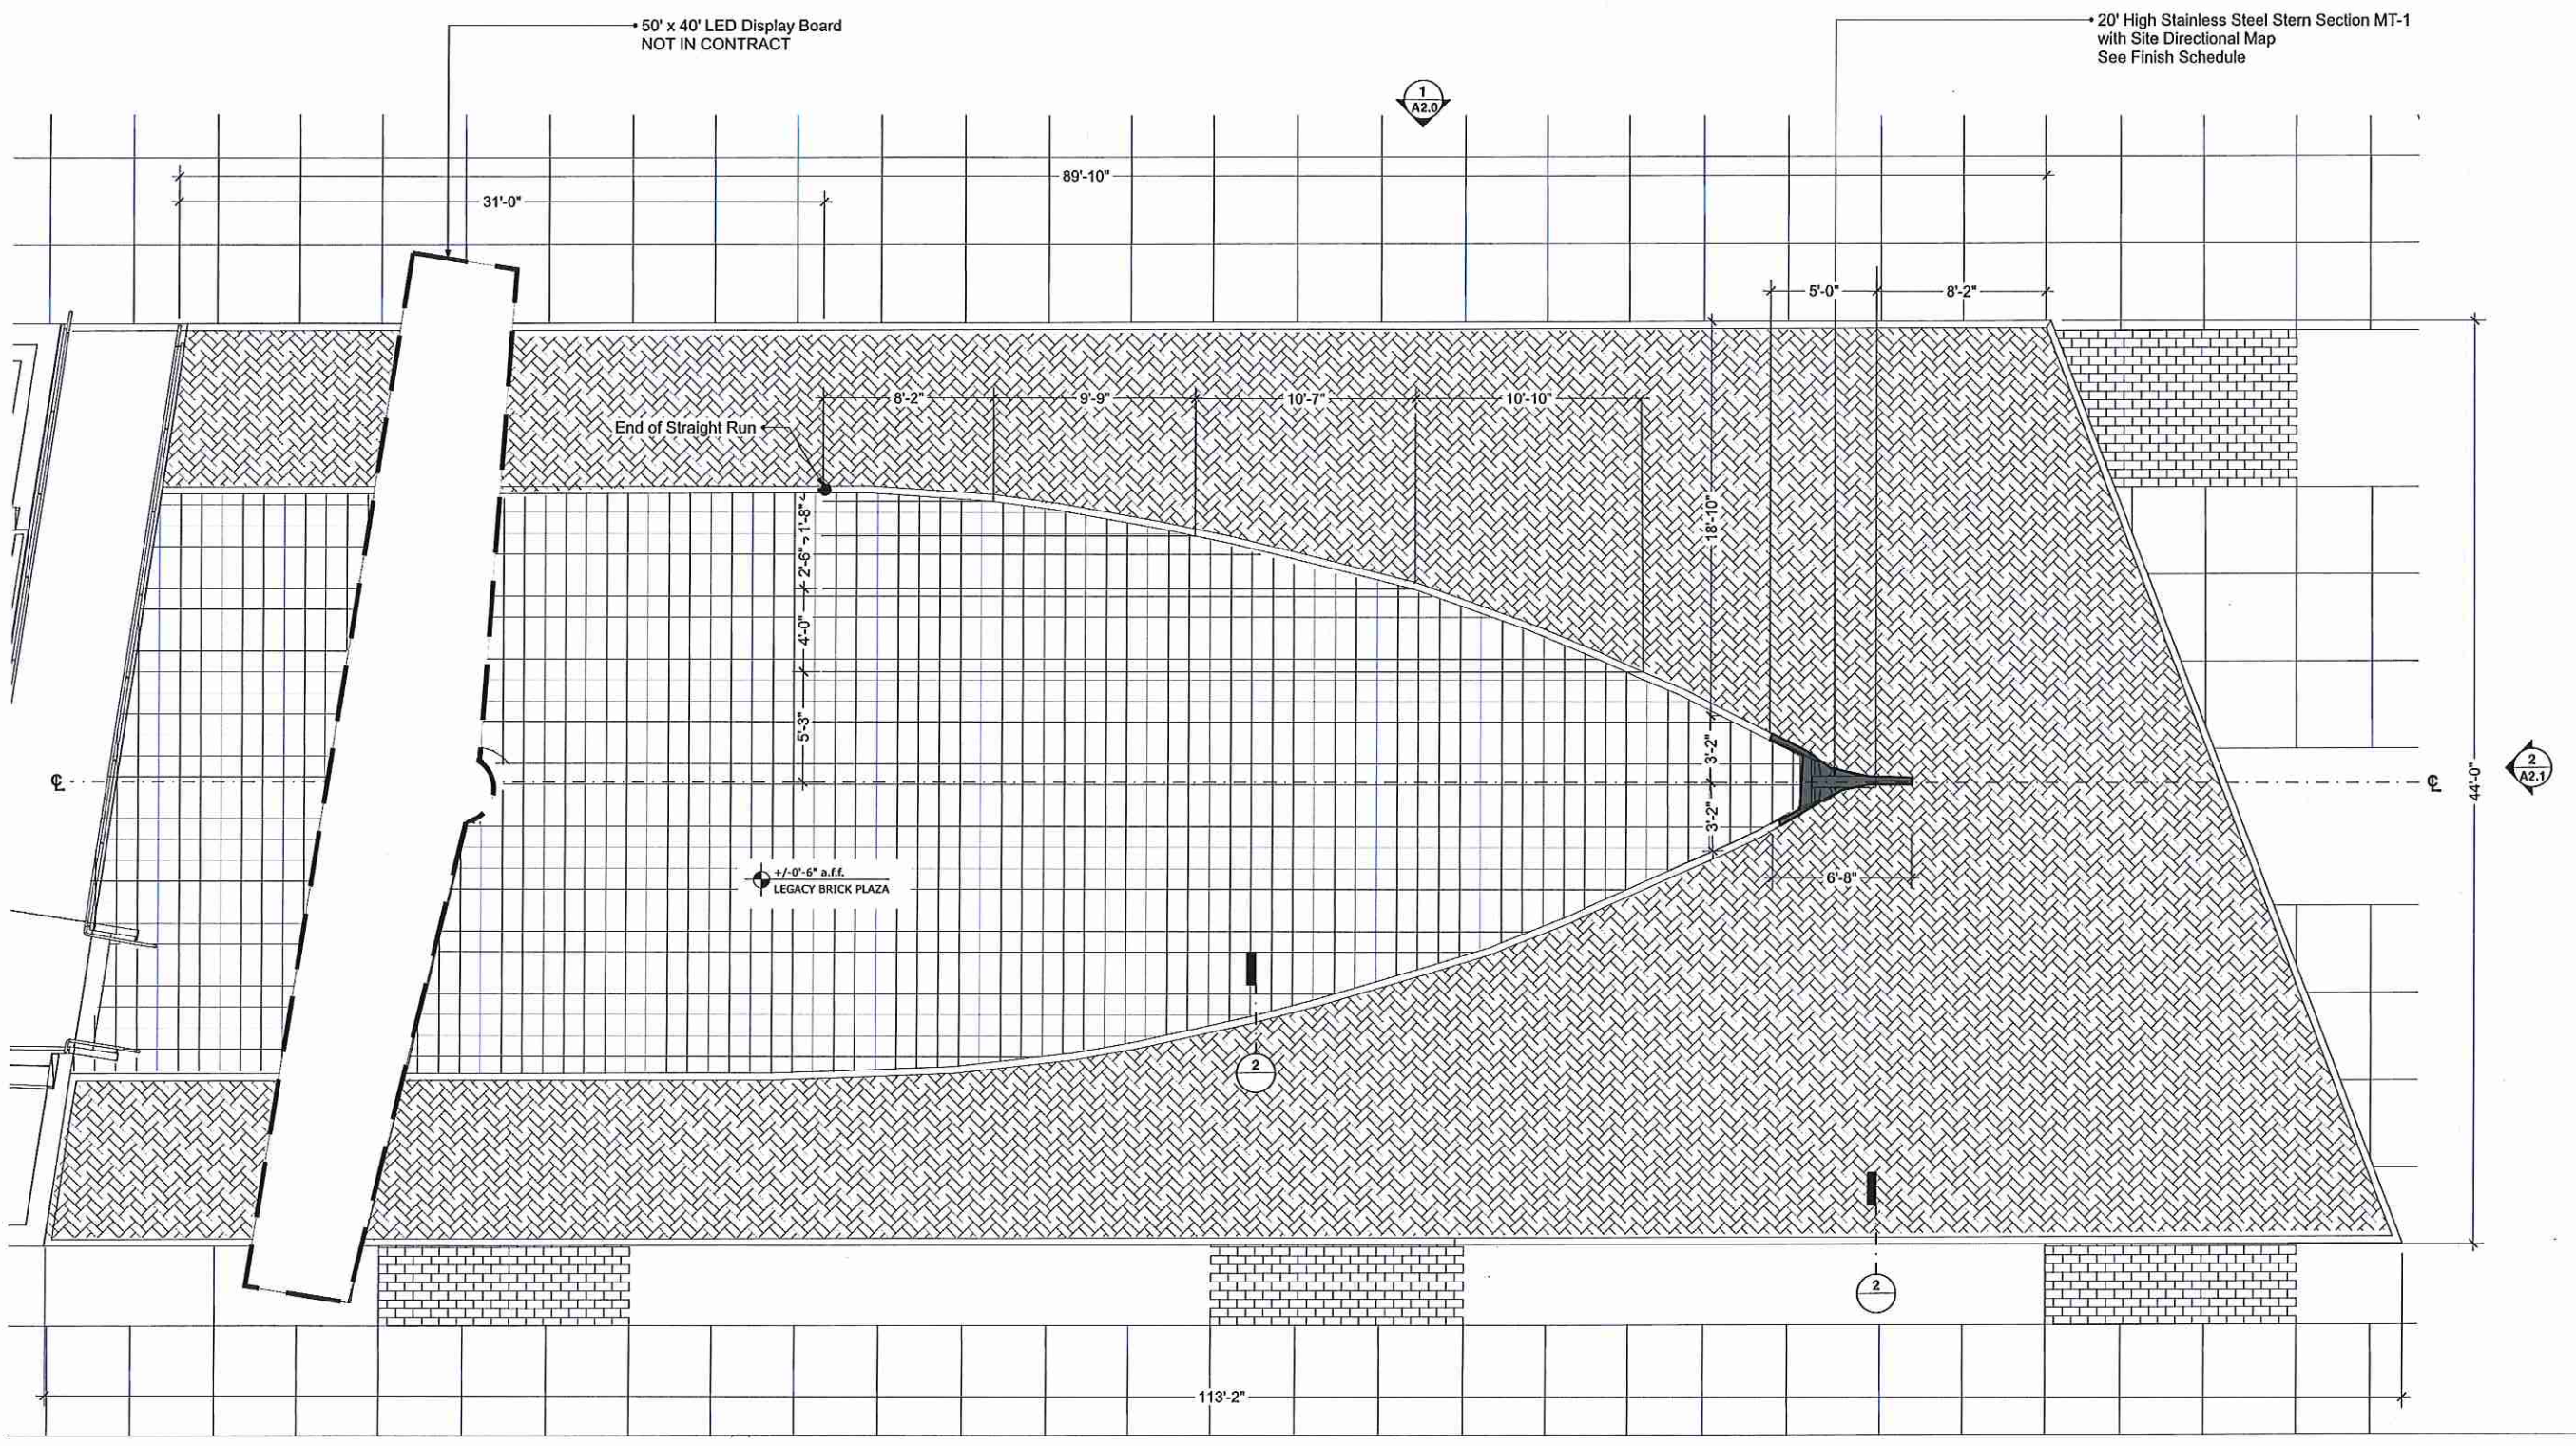 50' x 40' LED Display Board
NOT IN CONTRACT
20' High Stainless Steel Stern Section MT-1
with Site Directional Map
See Finish Schedule
1
A2.0
89'-10"
31'-0"
5'-0"
8'-2"
8'-2"
9'-9"
10'-7"
10'-10"
End of Straight Run
1'-8"
2'-6"
4'-0"
5'-3"
18'-10"
3'-2"
3'-2"
℄
℄
2
A2.1
44'-0"
+/-0'-6" a.f.f.
LEGACY BRICK PLAZA
6'-8"
2
2
113'-2"